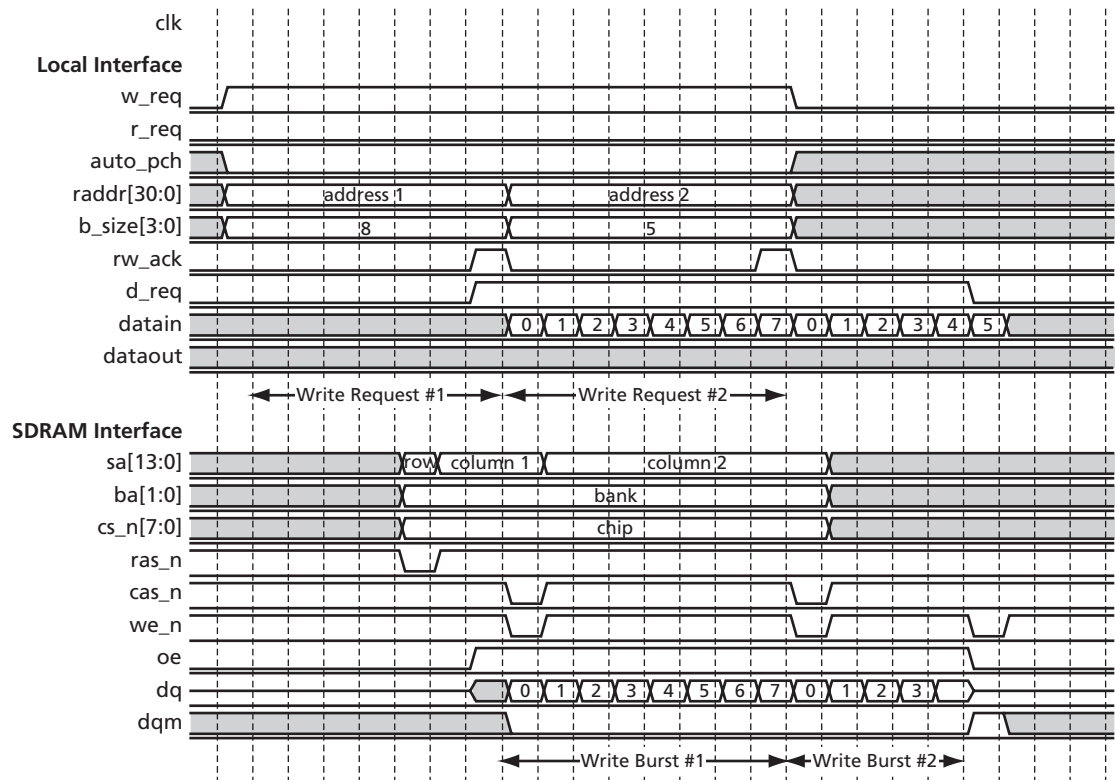 clk
Local Interface
w_req
r_req
auto_pch
raddr[30:0] address 1 address 2
b_size[3:0] 8 5
rw_ack
d_req
datain 0 1 2 3 4 5 6 7 0 1 2 3 4 5
dataout
Write Request #1 Write Request #2
SDRAM Interface
sa[13:0] row column 1 column 2
ba[1:0] bank
cs_n[7:0] chip
ras_n
cas_n
we_n
oe
dq 0 1 2 3 4 5 6 7 0 1 2 3
dqm
Write Burst #1 Write Burst #2